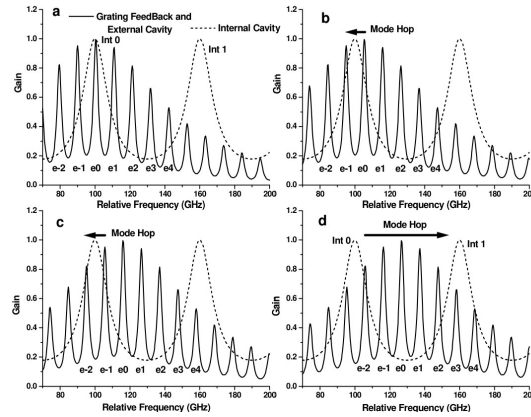 a
Grating FeedBack and External Cavity
Internal Cavity
Int 0
Int 1
Gain
1.2
1.0
0.8
0.6
0.4
0.2
0.0
e-2 e-1 e0 e1 e2 e3 e4
80 100 120 140 160 180 200
Relative Frequency (GHz)
b
Mode Hop
Gain
1.2
1.0
0.8
0.6
0.4
0.2
0.0
e-2 e-1 e0 e1 e2 e3 e4
80 100 120 140 160 180 200
Relative Frequency (GHz)
c
Mode Hop
Gain
1.2
1.0
0.8
0.6
0.4
0.2
0.0
e-2 e-1 e0 e1 e2 e3 e4
80 100 120 140 160 180 200
Relative Frequency (GHz)
d
Mode Hop
Int 0
Int 1
Gain
1.2
1.0
0.8
0.6
0.4
0.2
0.0
e-2 e-1 e0 e1 e2 e3 e4
80 100 120 140 160 180 200
Relative Frequency (GHz)